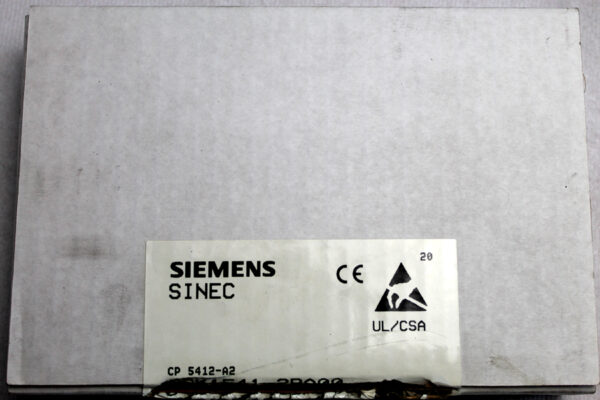 SIEMENS
SINEC
CE
20
UL/CSA
CP 5412-A2